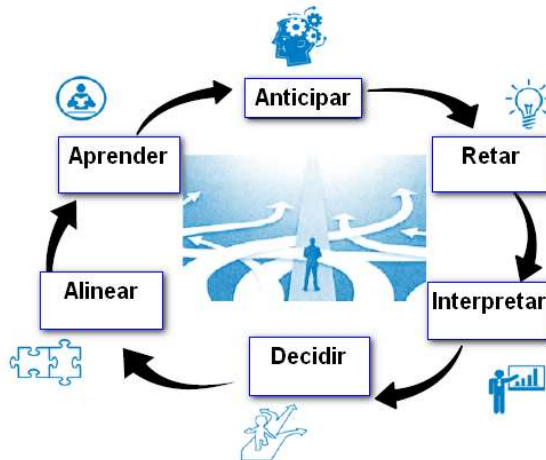 Anticipar
Retar
Interpretar
Decidir
Alinear
Aprender